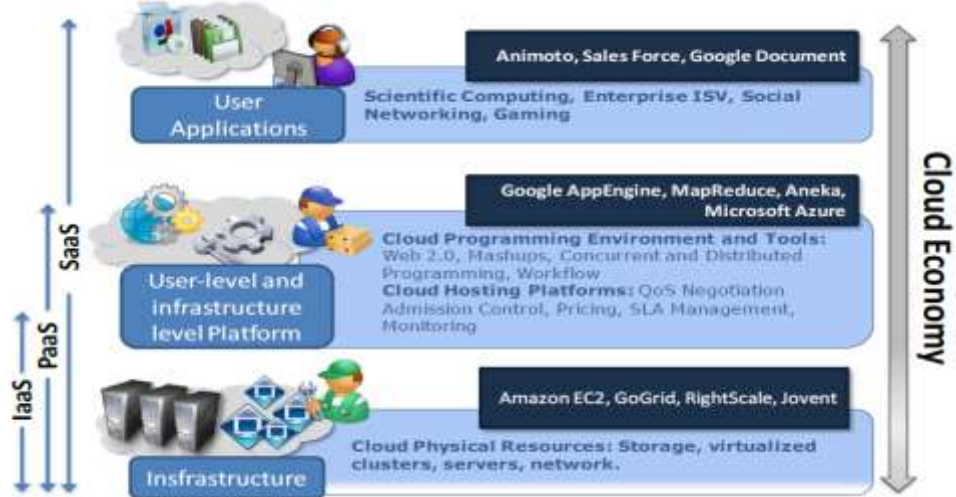 Animoto, Sales Force, Google Document
User
Applications
Scientific Computing, Enterprise ISV, Social
Networking, Gaming
Google AppEngine, MapReduce, Aneka,
Microsoft Azure
User-level and
infrastructure
level Platform
Cloud Programming Environment and Tools:
Web 2.0, Mashups, Concurrent and Distributed
Programming, Workflow
Cloud Hosting Platforms: QoS Negotiation
Admission Control, Pricing, SLA Management,
Monitoring
Amazon EC2, GoGrid, RightScale, Jovent
Insfrastructure
Cloud Physical Resources: Storage, virtualized
clusters, servers, network.
IaaS
PaaS
SaaS
Cloud Economy